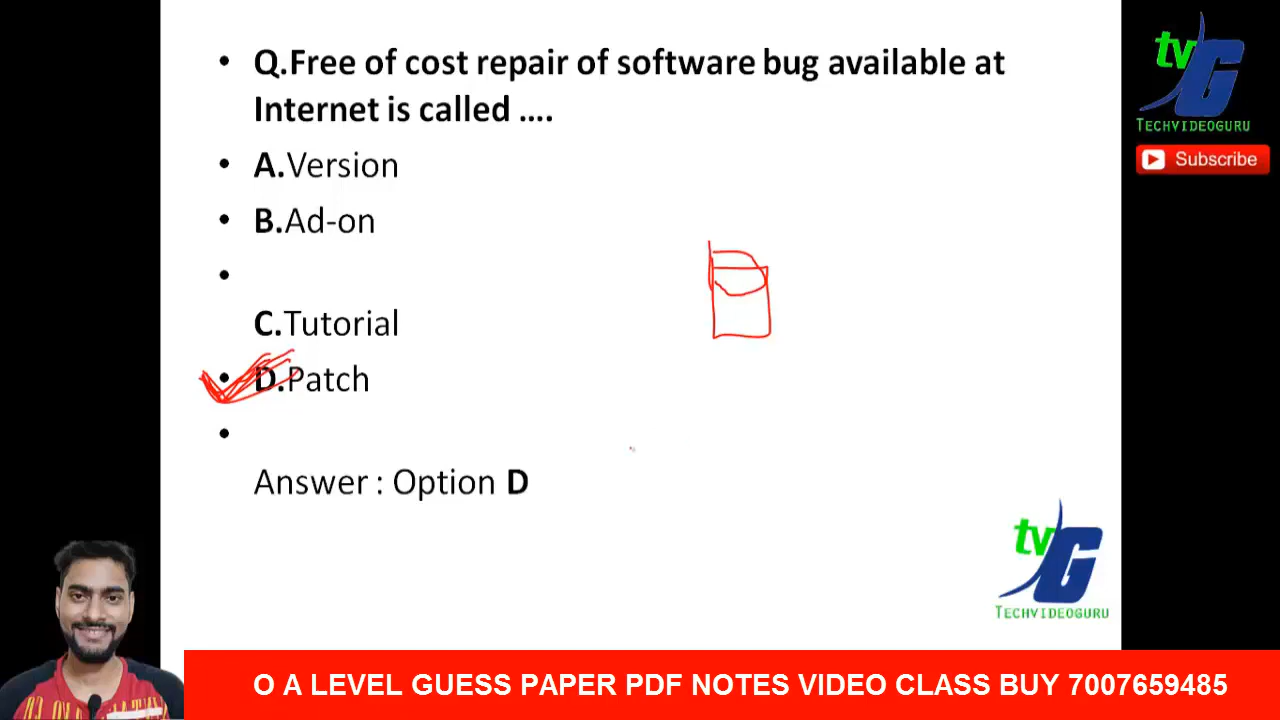 • Q.Free of cost repair of software bug available at
Internet is called ....
• A.Version
• B.Ad-on
•
C.Tutorial
• D.Patch
•
Answer : Option D
tvG
TECHVIDEOGURU
Subscribe
tvG
TECHVIDEOGURU
O A LEVEL GUESS PAPER PDF NOTES VIDEO CLASS BUY 7007659485